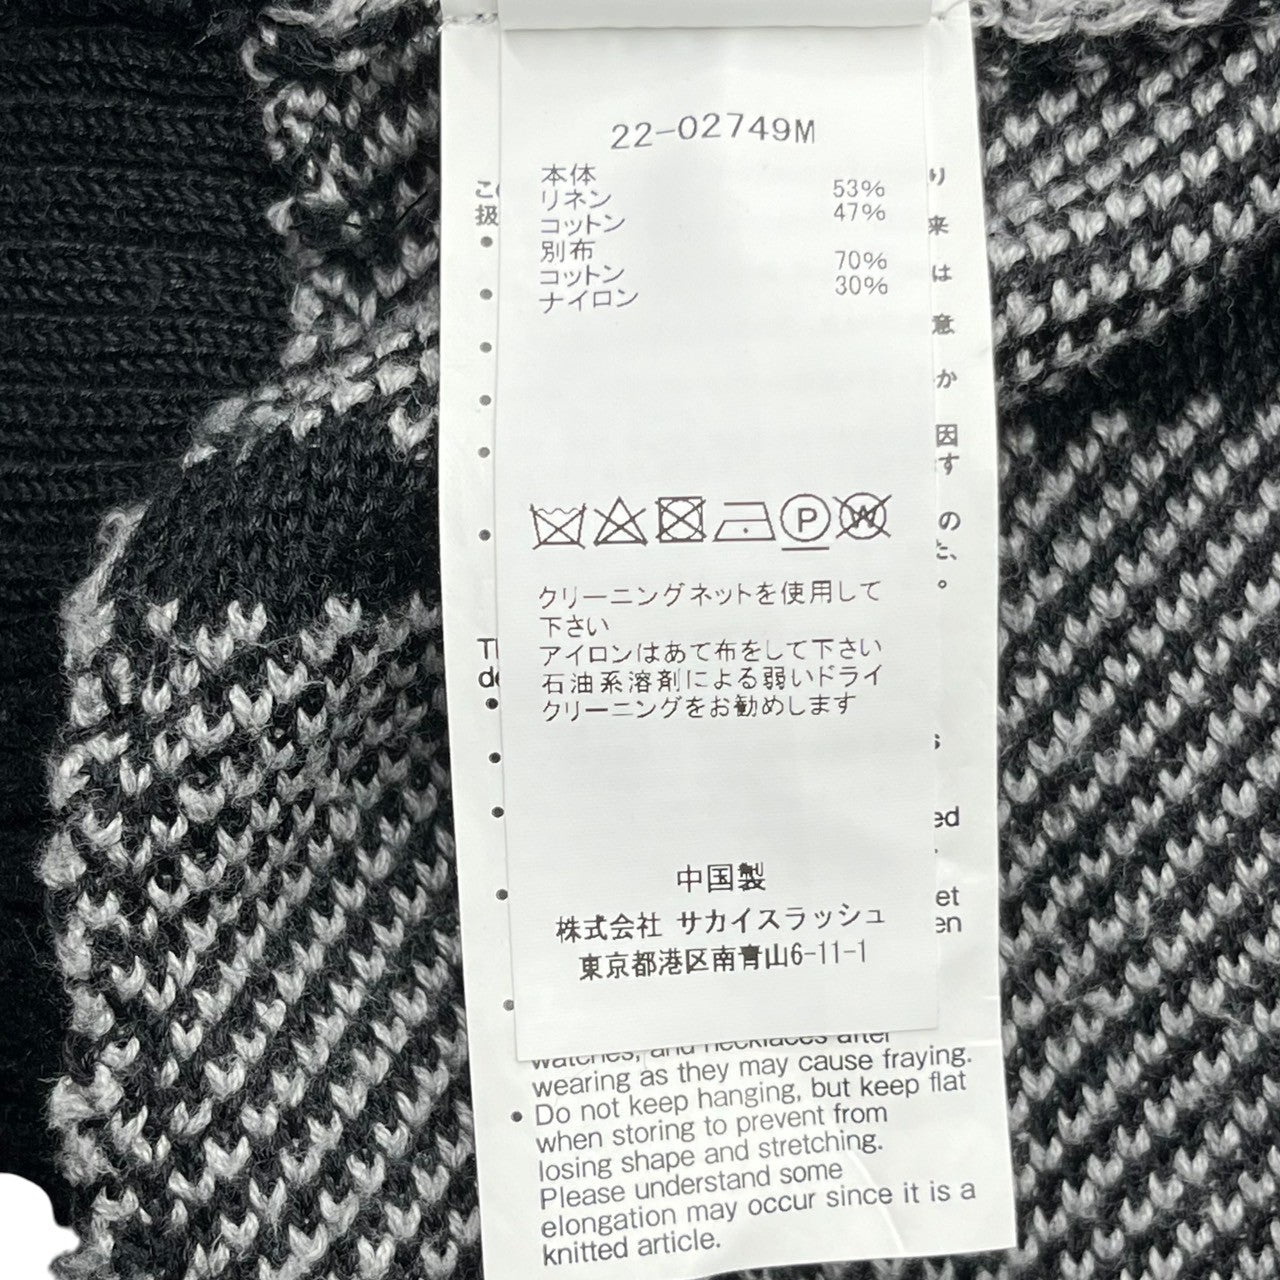 22-02749M
本体
リネン 53%
コットン 47%
別布
コットン 70%
ナイロン 30%
P
W
クリーニングネットを使用して
下さい
アイロンはあて布をして下さい
石油系溶剤による弱いドライ
クリーニングをお勧めします
中国製
株式会社 サカイスラッシュ
東京都港区南青山6-11-1
watches, and necklaces after
wearing as they may cause fraying.
• Do not keep hanging, but keep flat
when storing to prevent from
losing shape and stretching.
Please understand some
elongation may occur since it is a
knitted article.